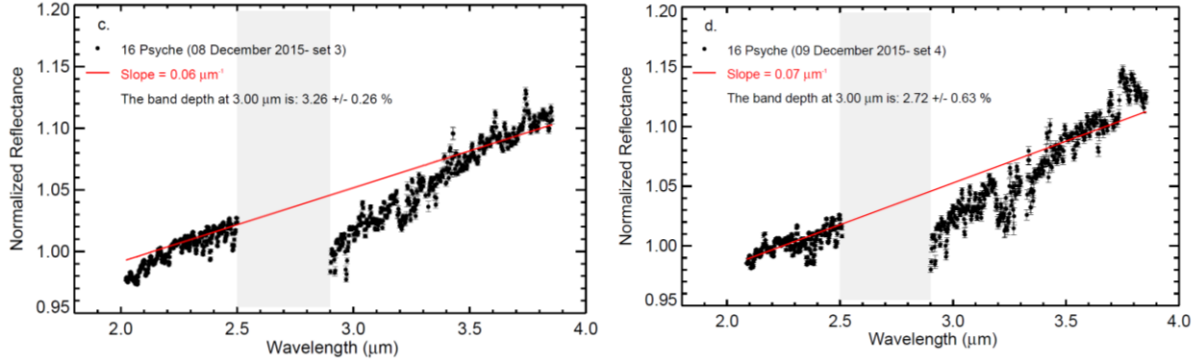 c.
16 Psyche (08 December 2015- set 3)
Slope = 0.06 μm⁻¹
The band depth at 3.00 μm is: 3.26 +/- 0.26 %
Normalized Reflectance
1.20
1.15
1.10
1.05
1.00
0.95
2.0 2.5 3.0 3.5 4.0
Wavelength (μm)
d.
16 Psyche (09 December 2015- set 4)
Slope = 0.07 μm⁻¹
The band depth at 3.00 μm is: 2.72 +/- 0.63 %
Normalized Reflectance
1.20
1.15
1.10
1.05
1.00
0.95
2.0 2.5 3.0 3.5 4.0
Wavelength (μm)